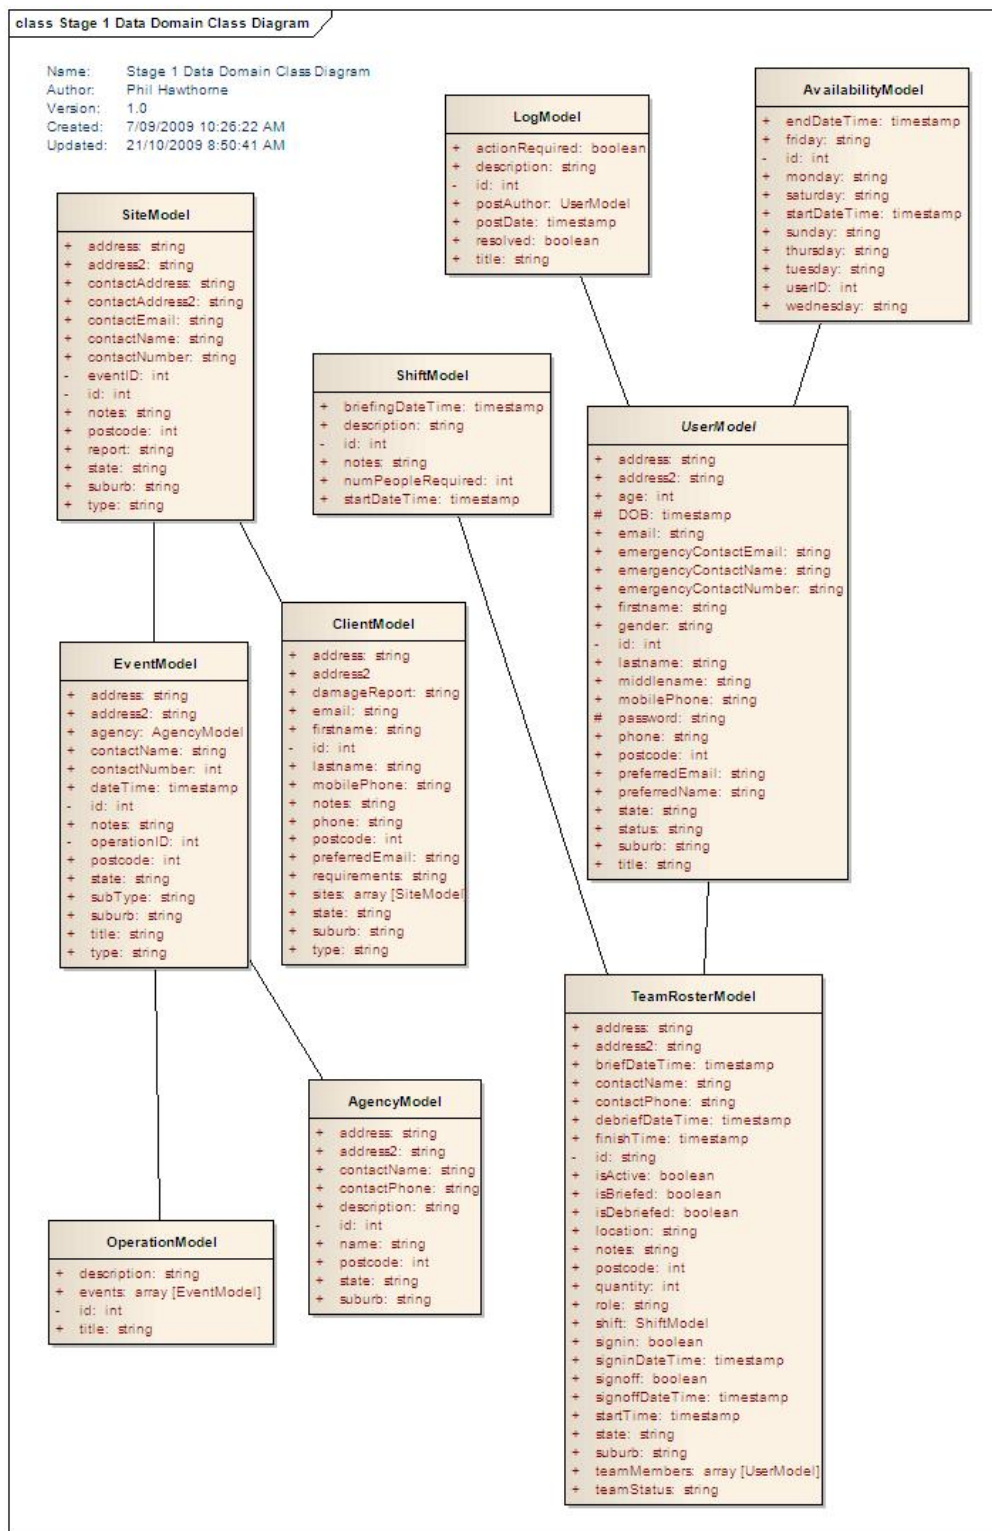 class Stage 1 Data Domain Class Diagram
Name: Stage 1 Data Domain Class Diagram
Author: Phil Hawthorne
Version: 1.0
Created: 7/09/2009 10:26:22 AM
Updated: 21/10/2009 8:50:41 AM
LogModel
+ actionRequired: boolean
+ description: string
- id: int
+ postAuthor: UserModel
+ postDate: timestamp
+ resolved: boolean
+ title: string
AvailabilityModel
+ endDateTime: timestamp
+ friday: string
- id: int
+ monday: string
+ saturday: string
+ startDateTime: timestamp
+ sunday: string
+ thursday: string
+ tuesday: string
+ userID: int
+ wednesday: string
SiteModel
+ address: string
+ address2: string
+ contactAddress: string
+ contactAddress2: string
+ contactEmail: string
+ contactName: string
+ contactNumber: string
- eventID: int
- id: int
+ notes: string
+ postcode: int
+ report: string
+ state: string
+ suburb: string
+ type: string
ShiftModel
+ briefingDateTime: timestamp
+ description: string
- id: int
+ notes: string
+ numPeopleRequired: int
+ startDateTime: timestamp
UserModel
+ address: string
+ address2: string
+ age: int
# DOB: timestamp
+ email: string
+ emergencyContactEmail: string
+ emergencyContactName: string
+ emergencyContactNumber: string
+ firstname: string
+ gender: string
- id: int
+ lastname: string
+ middlename: string
+ mobilePhone: string
# password: string
+ phone: string
+ postcode: int
+ preferredEmail: string
+ preferredName: string
+ state: string
+ status: string
+ suburb: string
+ title: string
ClientModel
+ address: string
+ address2
+ damageReport: string
+ email: string
+ firstname: string
- id: int
+ lastname: string
+ mobilePhone: string
+ notes: string
+ phone: string
+ postcode: int
+ preferredEmail: string
+ requirements: string
+ sites: array [SiteModel]
+ state: string
+ suburb: string
+ type: string
EventModel
+ address: string
+ address2: string
+ agency: AgencyModel
+ contactName: string
+ contactNumber: int
+ dateTime: timestamp
- id: int
+ notes: string
- operationID: int
+ postcode: int
+ state: string
+ subType: string
+ suburb: string
+ title: string
+ type: string
TeamRosterModel
+ address: string
+ address2: string
+ briefDateTime: timestamp
+ contactName: string
+ contactPhone: string
+ debriefDateTime: timestamp
+ finishTime: timestamp
- id: string
+ isActive: boolean
+ isBriefed: boolean
+ isDebriefed: boolean
+ location: string
+ notes: string
+ postcode: int
+ quantity: int
+ role: string
+ shift: ShiftModel
+ signin: boolean
+ signinDateTime: timestamp
+ signoff: boolean
+ signoffDateTime: timestamp
+ startTime: timestamp
+ state: string
+ suburb: string
+ teamMembers: array [UserModel]
+ teamStatus: string
AgencyModel
+ address: string
+ address2: string
+ contactName: string
+ contactPhone: string
+ description: string
- id: int
+ name: string
+ postcode: int
+ state: string
+ suburb: string
OperationModel
+ description: string
+ events: array [EventModel]
- id: int
+ title: string